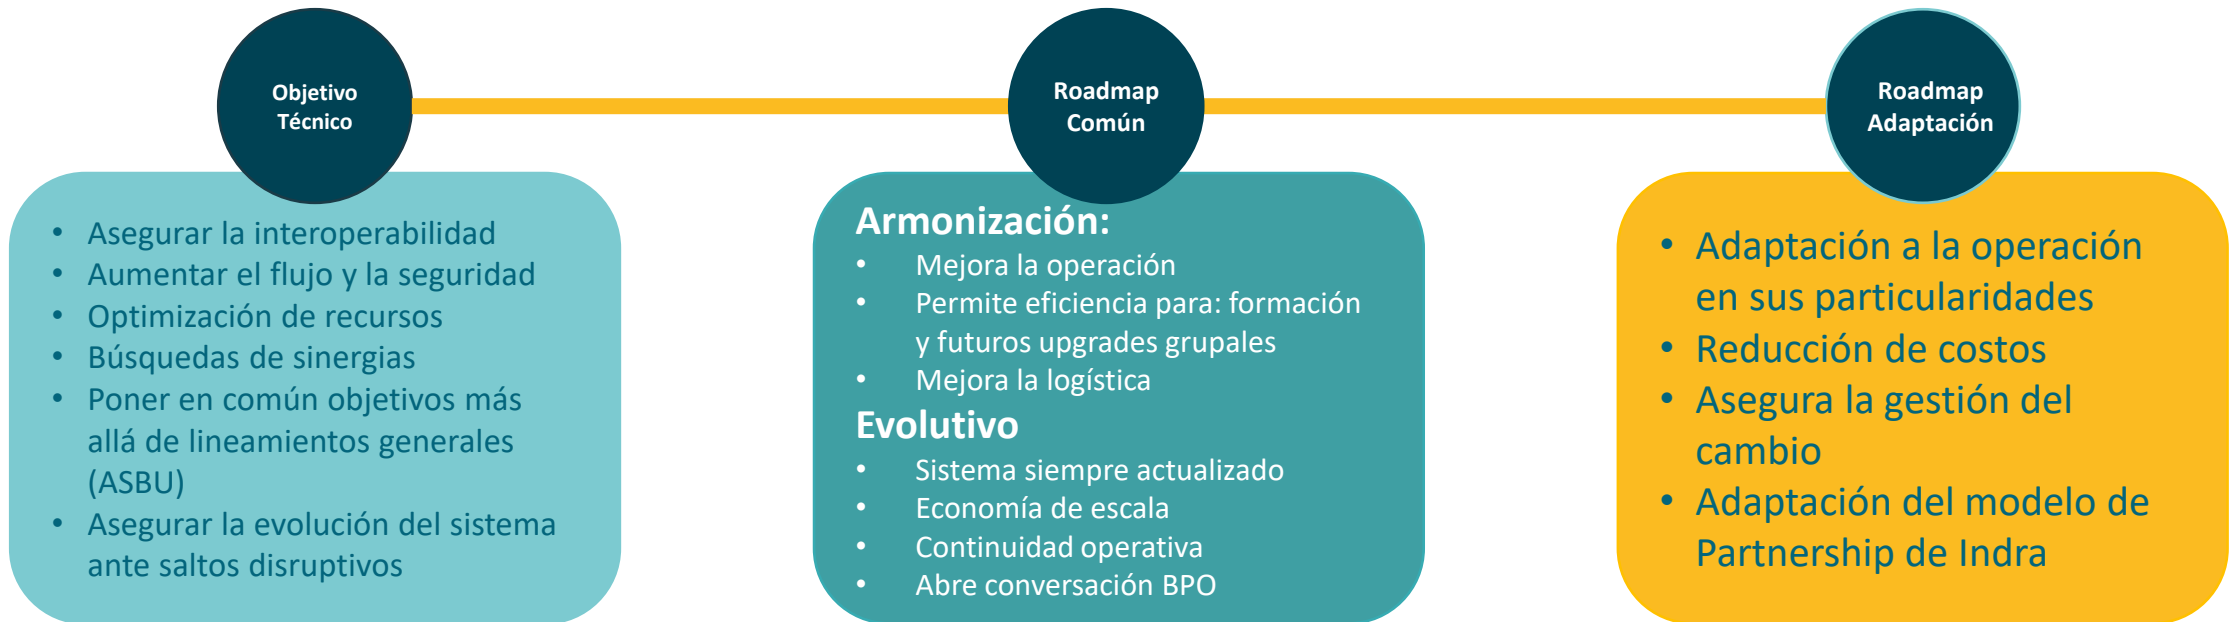 Objetivo
Técnico
• Asegurar la interoperabilidad
• Aumentar el flujo y la seguridad
• Optimización de recursos
• Búsquedas de sinergias
• Poner en común objetivos más
allá de lineamientos generales
(ASBU)
• Asegurar la evolución del sistema
ante saltos disruptivos
Roadmap
Común
Armonización:
• Mejora la operación
• Permite eficiencia para: formación
y futuros upgrades grupales
• Mejora la logística
Evolutivo
• Sistema siempre actualizado
• Economía de escala
• Continuidad operativa
• Abre conversación BPO
Roadmap
Adaptación
• Adaptación a la operación
en sus particularidades
• Reducción de costos
• Asegura la gestión del
cambio
• Adaptación del modelo de
Partnership de Indra